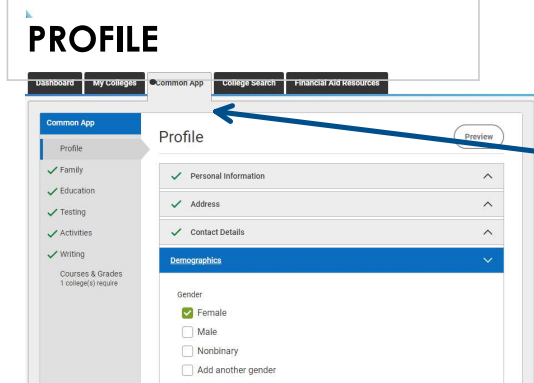 PROFILE
Dashboard My Colleges Common App College Search Financial Aid Resources
Common App
Profile
Family
Education
Testing
Activities
Writing
Courses & Grades
1 college(s) require
Profile
Preview
Personal Information
Address
Contact Details
Demographics
Gender
Female
Male
Nonbinary
Add another gender